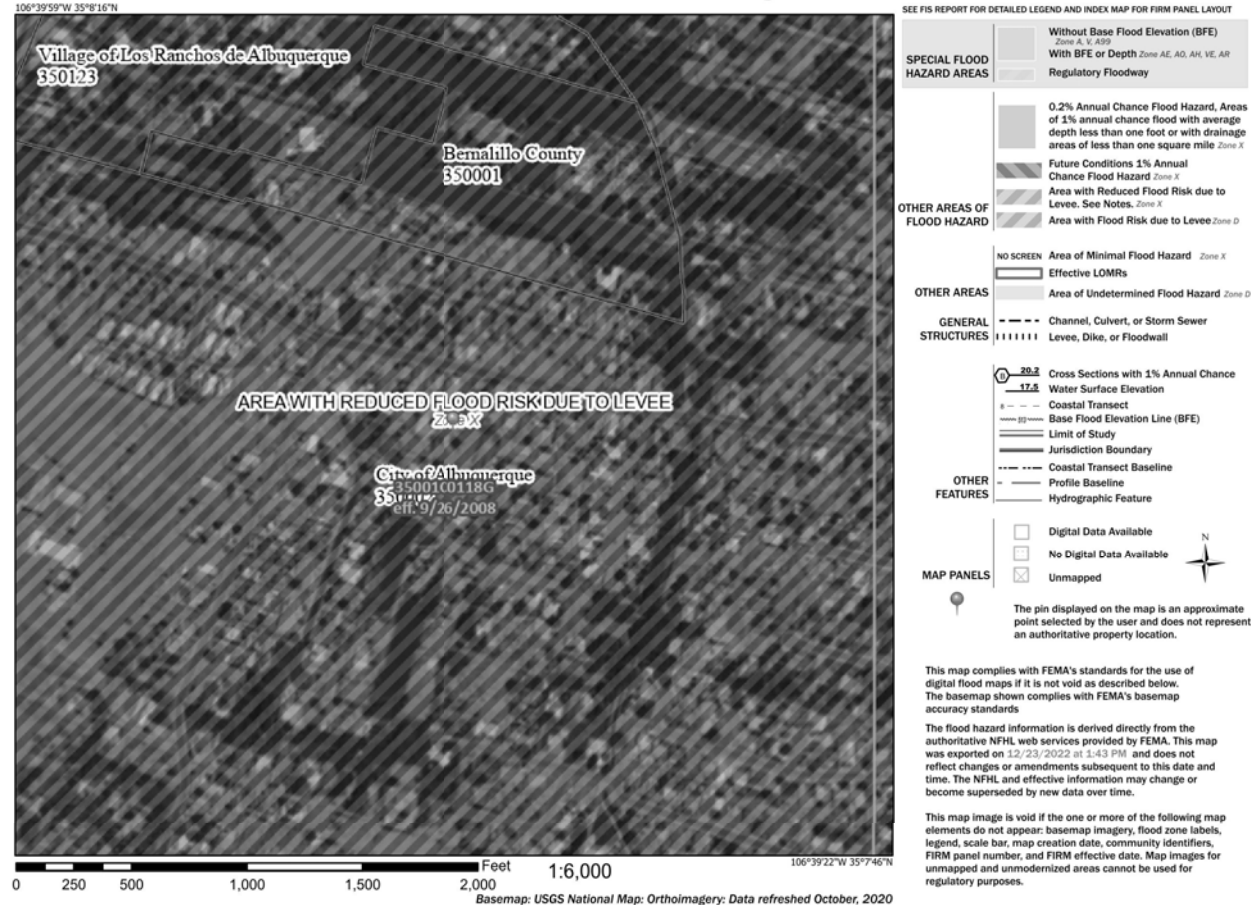 106°39'59"W 35°8'16"N
Village of Los Ranchos de Albuquerque
350123
Bernalillo County
350001
AREA WITH REDUCED FLOOD RISK DUE TO LEVEE
Zone X
City of Albuquerque
35001C0118G
eff. 9/26/2008
106°39'22"W 35°7'46"N
Feet
1:6,000
0 250 500 1,000 1,500 2,000
Basemap: USGS National Map: Orthoimagery: Data refreshed October, 2020
SEE FIS REPORT FOR DETAILED LEGEND AND INDEX MAP FOR FIRM PANEL LAYOUT
SPECIAL FLOOD
HAZARD AREAS
Without Base Flood Elevation (BFE)
Zone A, V, A99
With BFE or Depth Zone AE, AO, AH, VE, AR
Regulatory Floodway
OTHER AREAS OF
FLOOD HAZARD
0.2% Annual Chance Flood Hazard, Areas
of 1% annual chance flood with average
depth less than one foot or with drainage
areas of less than one square mile Zone X
Future Conditions 1% Annual
Chance Flood Hazard Zone X
Area with Reduced Flood Risk due to
Levee. See Notes. Zone X
Area with Flood Risk due to Levee Zone D
OTHER AREAS
NO SCREEN Area of Minimal Flood Hazard Zone X
Effective LOMRs
Area of Undetermined Flood Hazard Zone D
GENERAL
STRUCTURES
Channel, Culvert, or Storm Sewer
Levee, Dike, or Floodwall
OTHER
FEATURES
B 20.2 Cross Sections with 1% Annual Chance
17.5 Water Surface Elevation
8 Coastal Transect
513 Base Flood Elevation Line (BFE)
Limit of Study
Jurisdiction Boundary
Coastal Transect Baseline
Profile Baseline
Hydrographic Feature
MAP PANELS
Digital Data Available
No Digital Data Available
Unmapped
N
The pin displayed on the map is an approximate
point selected by the user and does not represent
an authoritative property location.
This map complies with FEMA's standards for the use of
digital flood maps if it is not void as described below.
The basemap shown complies with FEMA's basemap
accuracy standards
The flood hazard information is derived directly from the
authoritative NFHL web services provided by FEMA. This map
was exported on 12/23/2022 at 1:43 PM and does not
reflect changes or amendments subsequent to this date and
time. The NFHL and effective information may change or
become superseded by new data over time.
This map image is void if the one or more of the following map
elements do not appear: basemap imagery, flood zone labels,
legend, scale bar, map creation date, community identifiers,
FIRM panel number, and FIRM effective date. Map images for
unmapped and unmodernized areas cannot be used for
regulatory purposes.